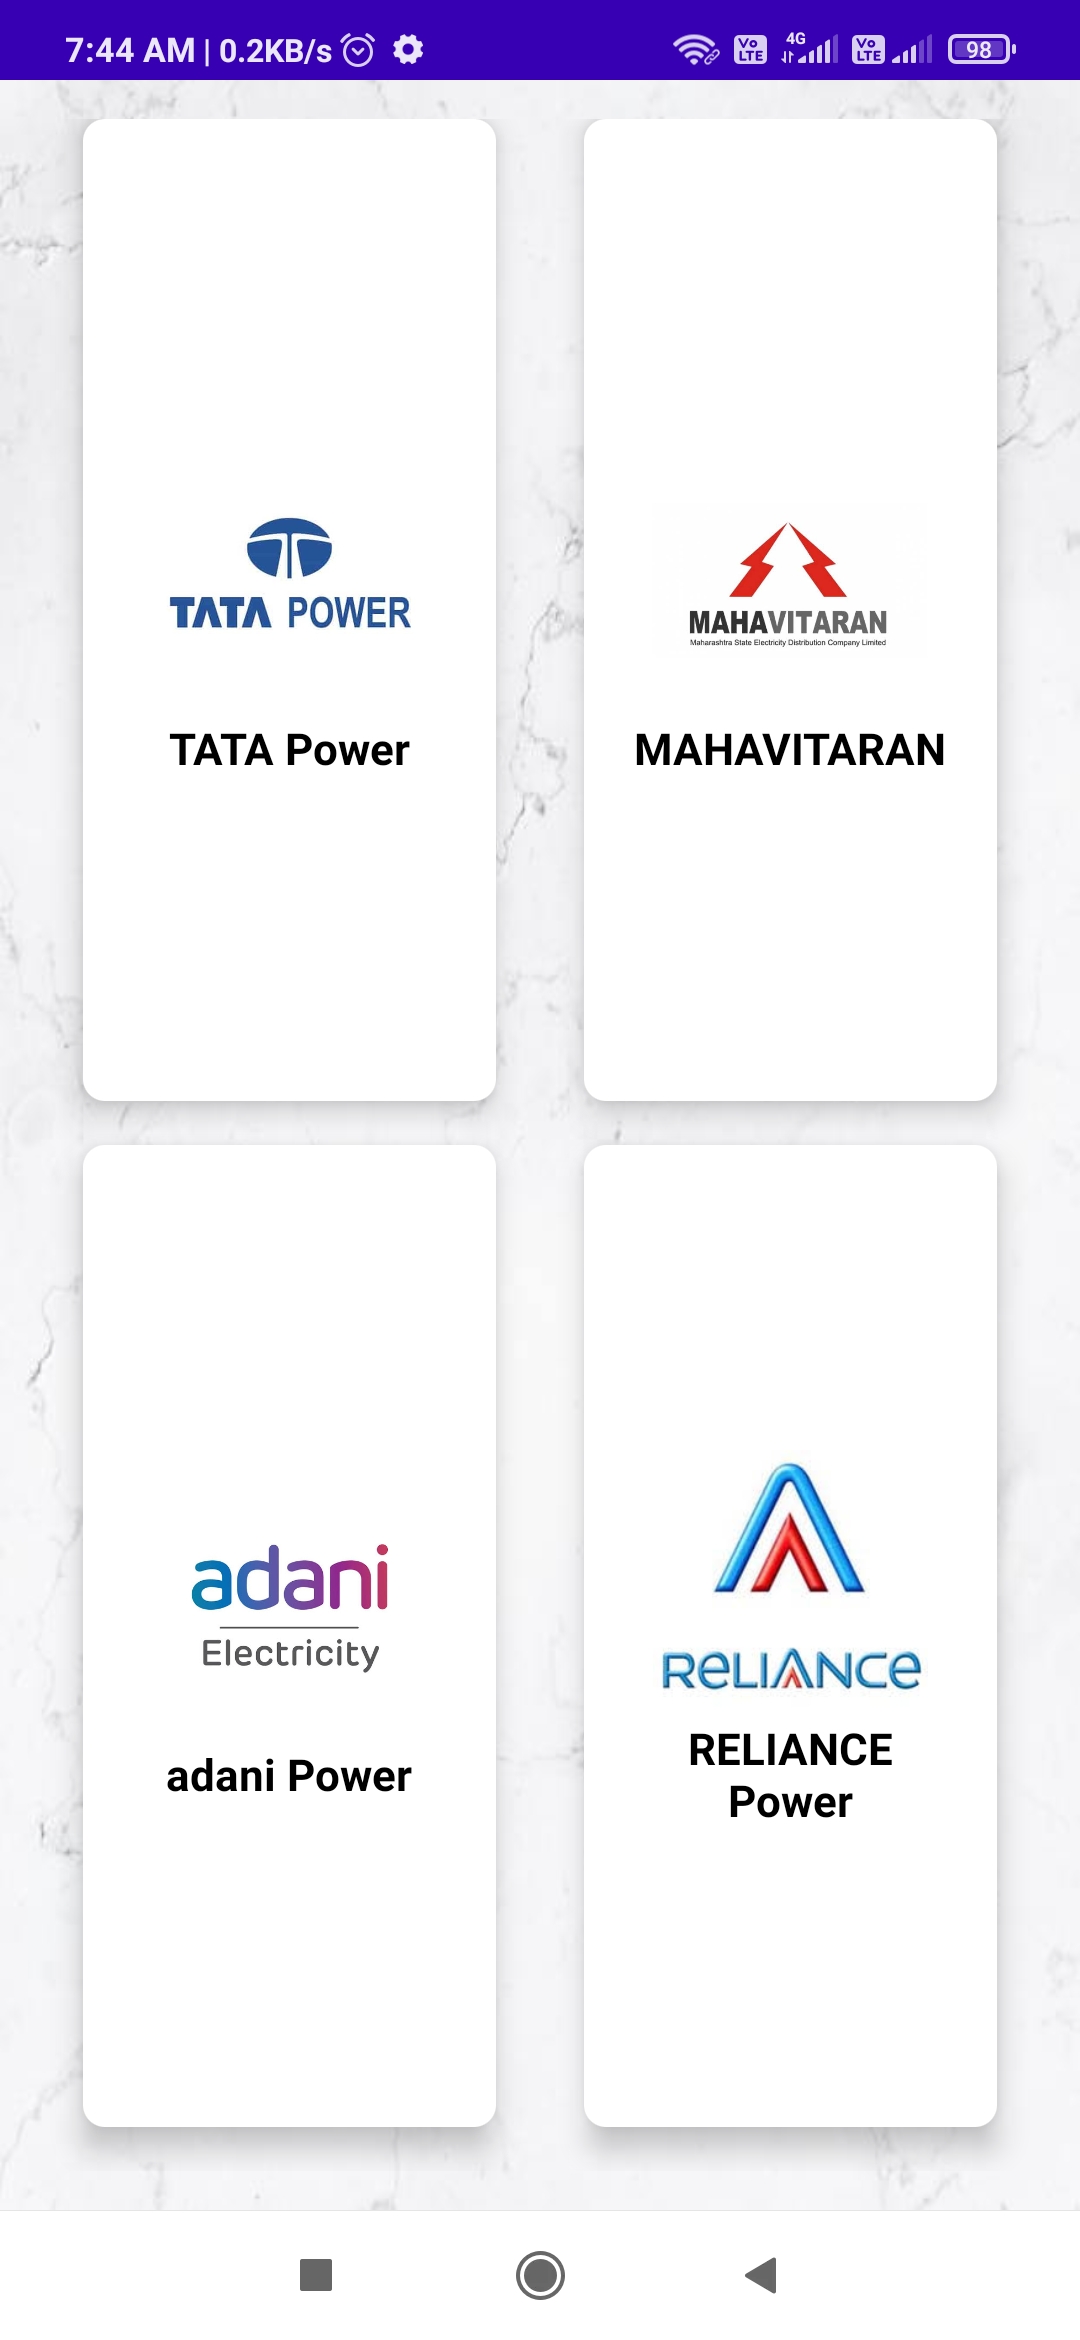 7:44 AM | 0.2KB/s
Vo LTE 4G Vo LTE 98
TATA POWER
TATA Power
MAHAVITARAN
Maharashtra State Electricity Distribution Company Limited
MAHAVITARAN
adani
Electricity
adani Power
RELIANCE
RELIANCE
Power